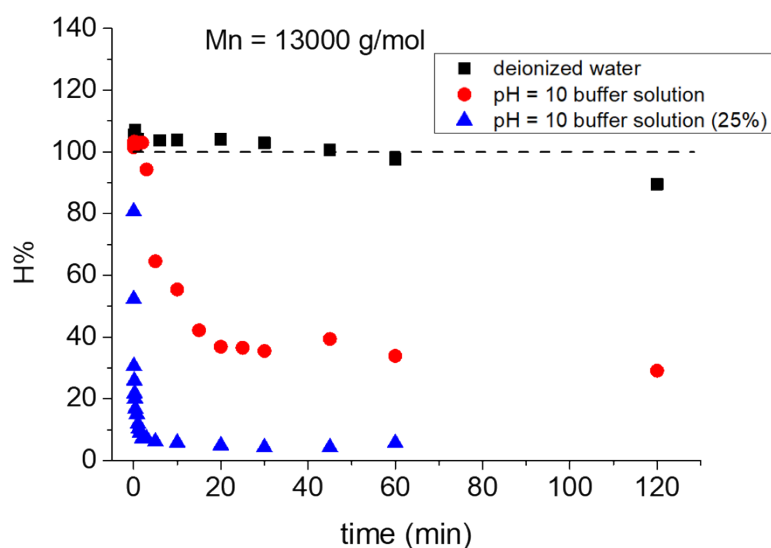 Mn = 13000 g/mol
deionized water
pH = 10 buffer solution
pH = 10 buffer solution (25%)
140
120
100
80
60
40
20
0
H%
0 20 40 60 80 100 120
time (min)